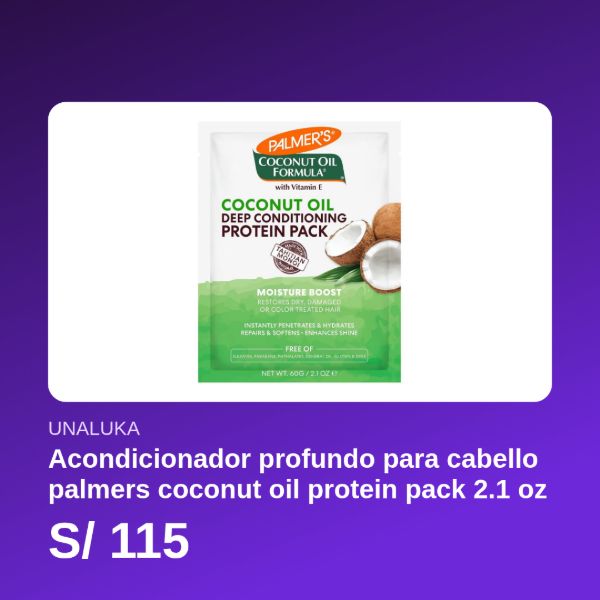 PALMER'S®
COCONUT OIL
FORMULA®
with Vitamin E
COCONUT OIL
DEEP CONDITIONING
PROTEIN PACK
TAHITIAN
MONOI
MOISTURE BOOST
RESTORES DRY, DAMAGED
OR COLOR TREATED HAIR
INSTANTLY PENETRATES & HYDRATES
REPAIRS & SOFTENS • ENHANCES SHINE
FREE OF
NET WT. 60G / 2.1 OZ ℮
UNALUKA
Acondicionador profundo para cabello
palmers coconut oil protein pack 2.1 oz
S/ 115